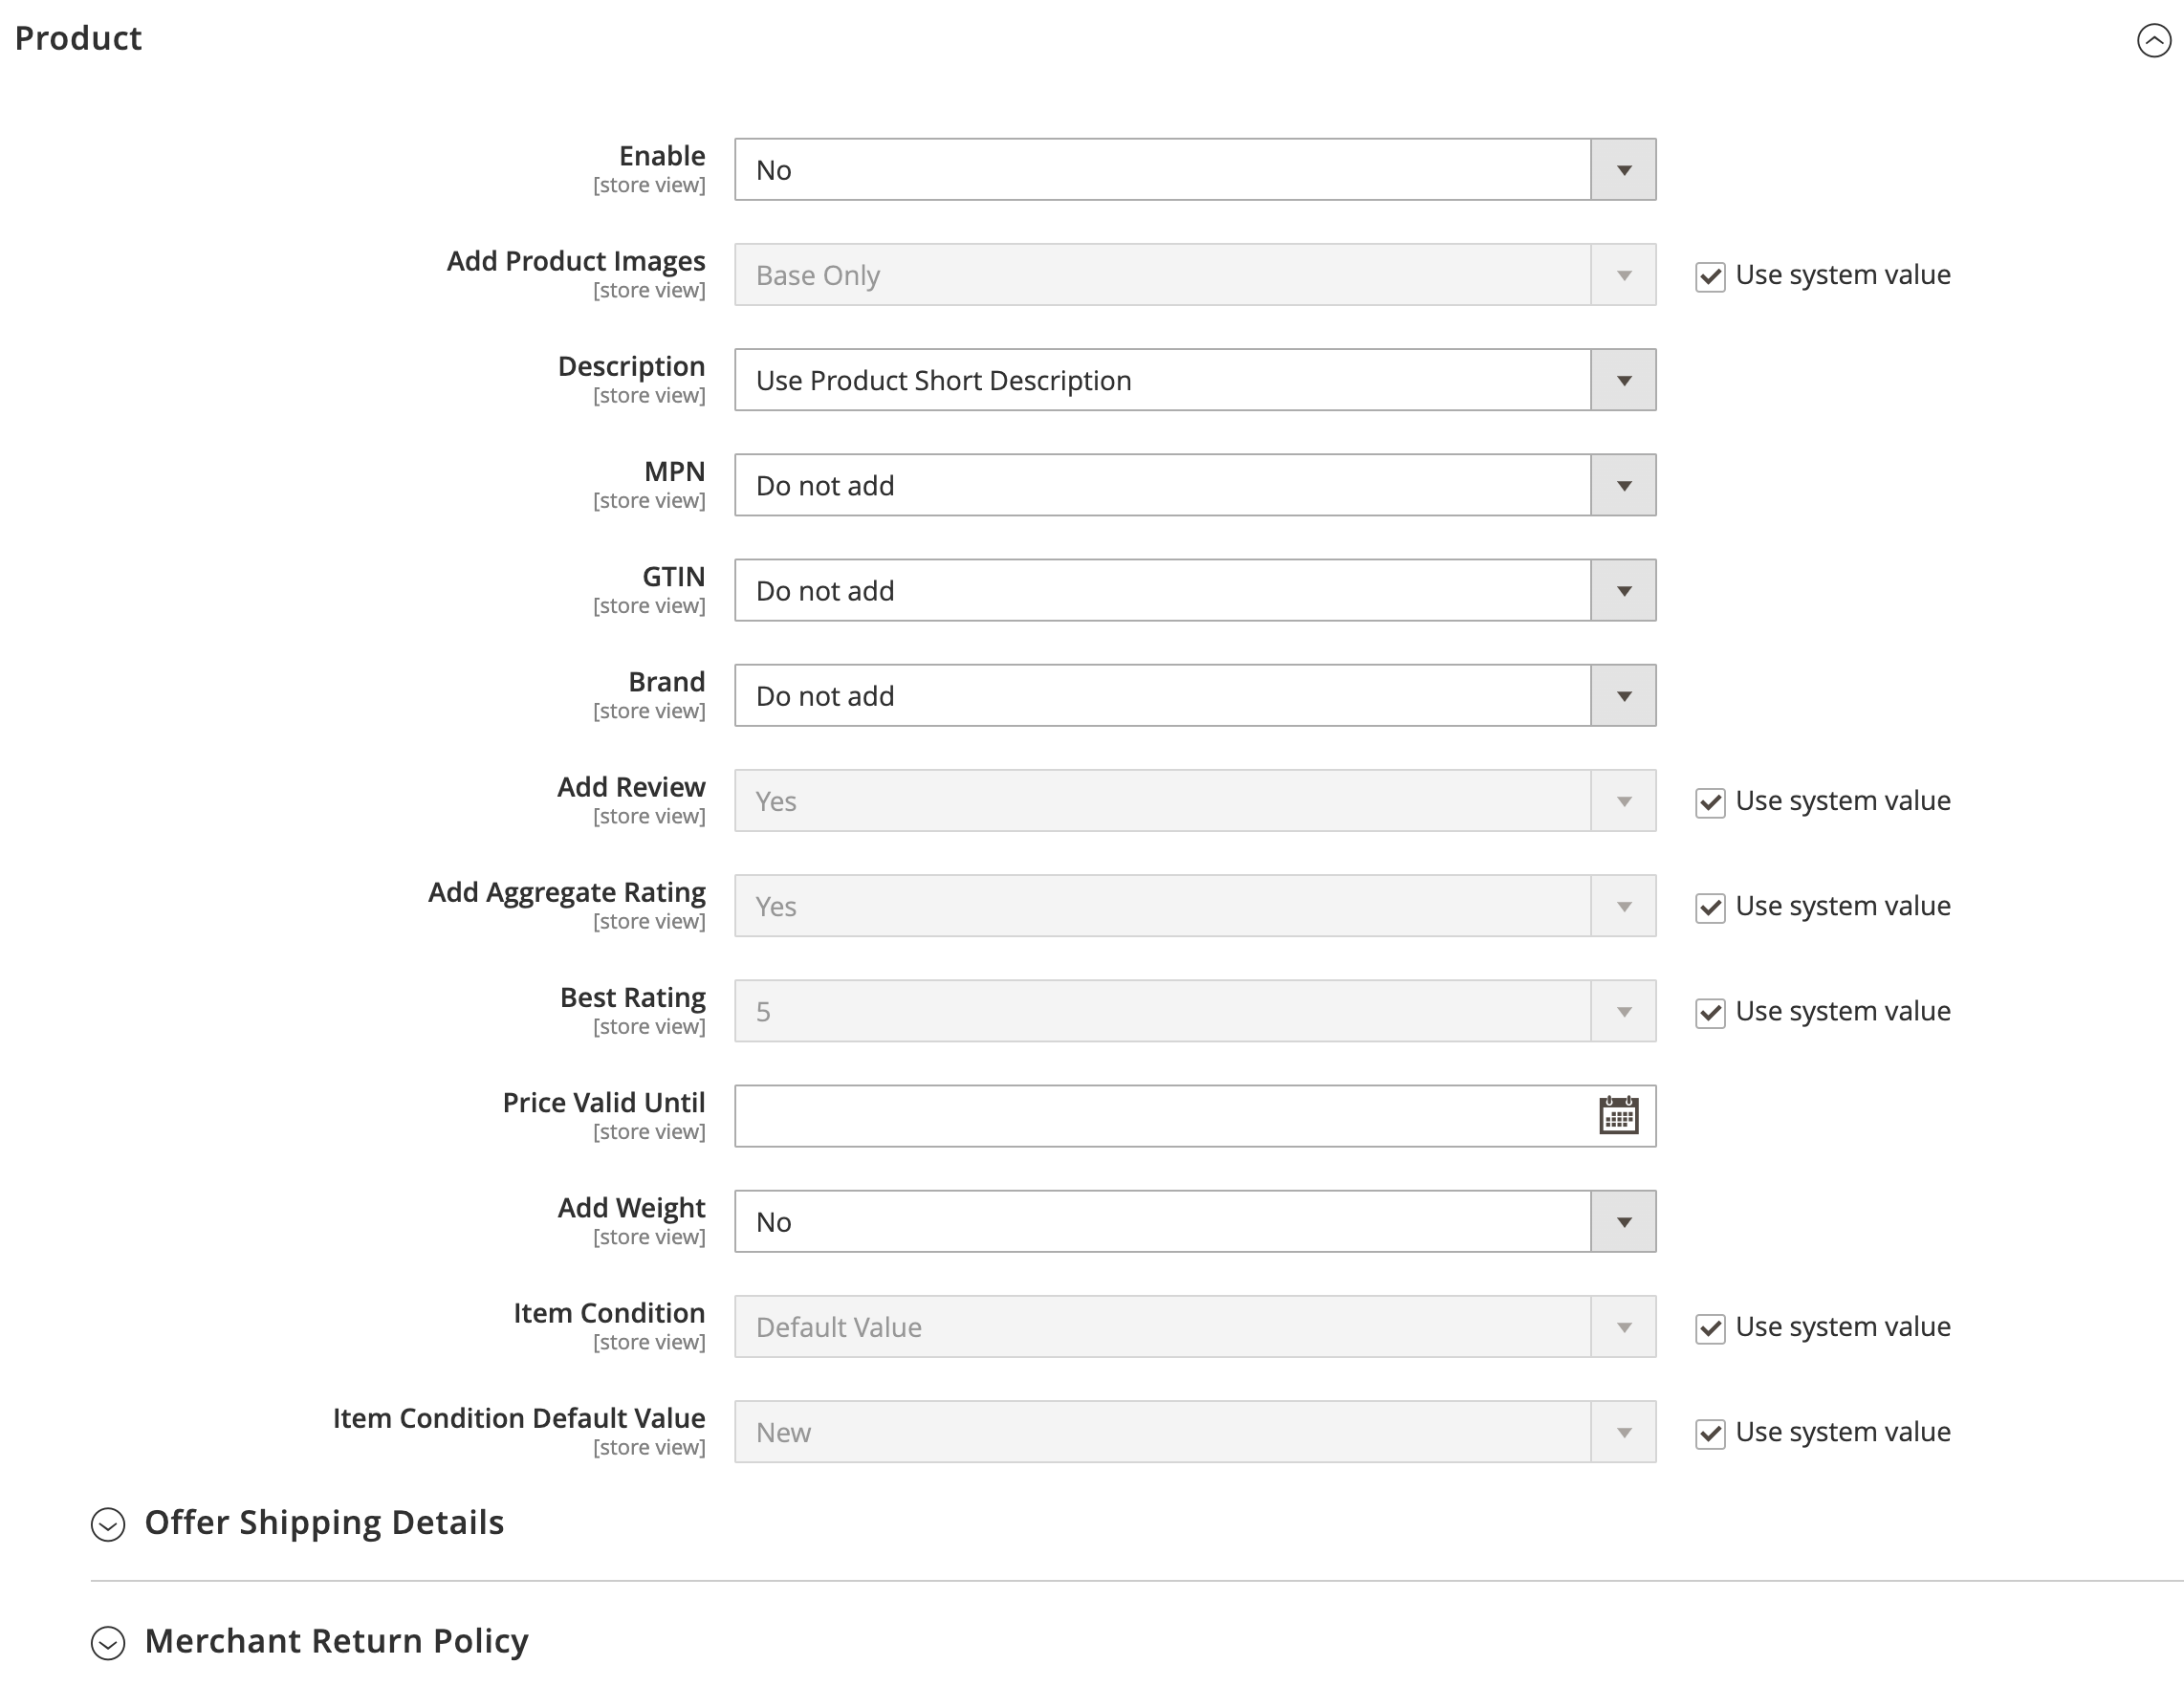 Product
Enable
[store view]
No
Add Product Images
[store view]
Base Only
Use system value
Description
[store view]
Use Product Short Description
MPN
[store view]
Do not add
GTIN
[store view]
Do not add
Brand
[store view]
Do not add
Add Review
[store view]
Yes
Use system value
Add Aggregate Rating
[store view]
Yes
Use system value
Best Rating
[store view]
5
Use system value
Price Valid Until
[store view]
Add Weight
[store view]
No
Item Condition
[store view]
Default Value
Use system value
Item Condition Default Value
[store view]
New
Use system value
Offer Shipping Details
Merchant Return Policy